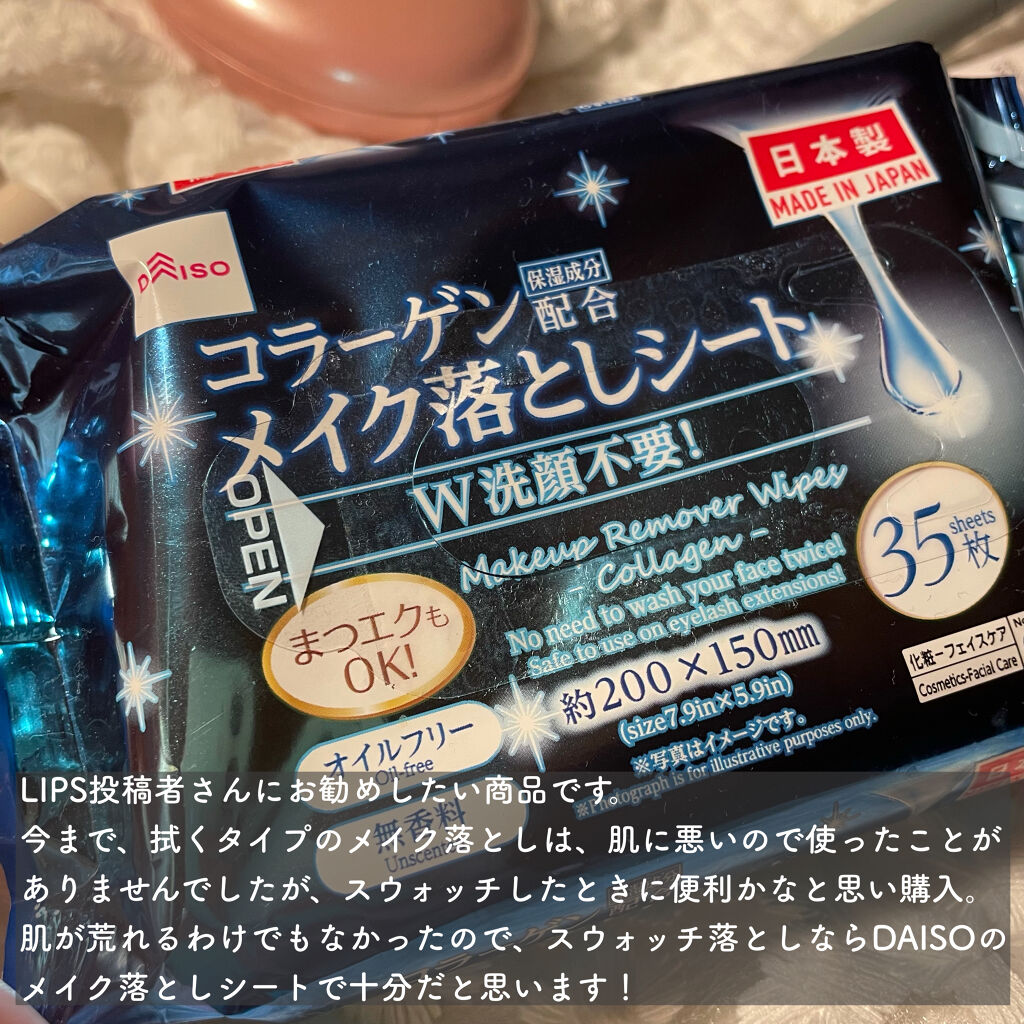 日本製
MADE IN JAPAN
DAISO
保湿成分
コラーゲン配合
メイク落としシート
W洗顔不要!
OPEN
Makeup Remover Wipes
- Collagen -
No need to wash your face twice!
Safe to use on eyelash extensions!
35 sheets
枚
まつエクも
OK!
約200×150mm
(size7.9in×5.9in)
化粧-フェイスケア
Cosmetics-Facial Care
オイルフリー
Oil-free
※写真はイメージです。
※Photograph is for illustrative purposes only.
無香料
Unscented
LIPS投稿者さんにお勧めしたい商品です。
今まで、拭くタイプのメイク落としは、肌に悪いので使ったことが
ありませんでしたが、スウォッチしたときに便利かなと思い購入。
肌が荒れるわけでもなかったので、スウォッチ落としならDAISOの
メイク落としシートで十分だと思います！